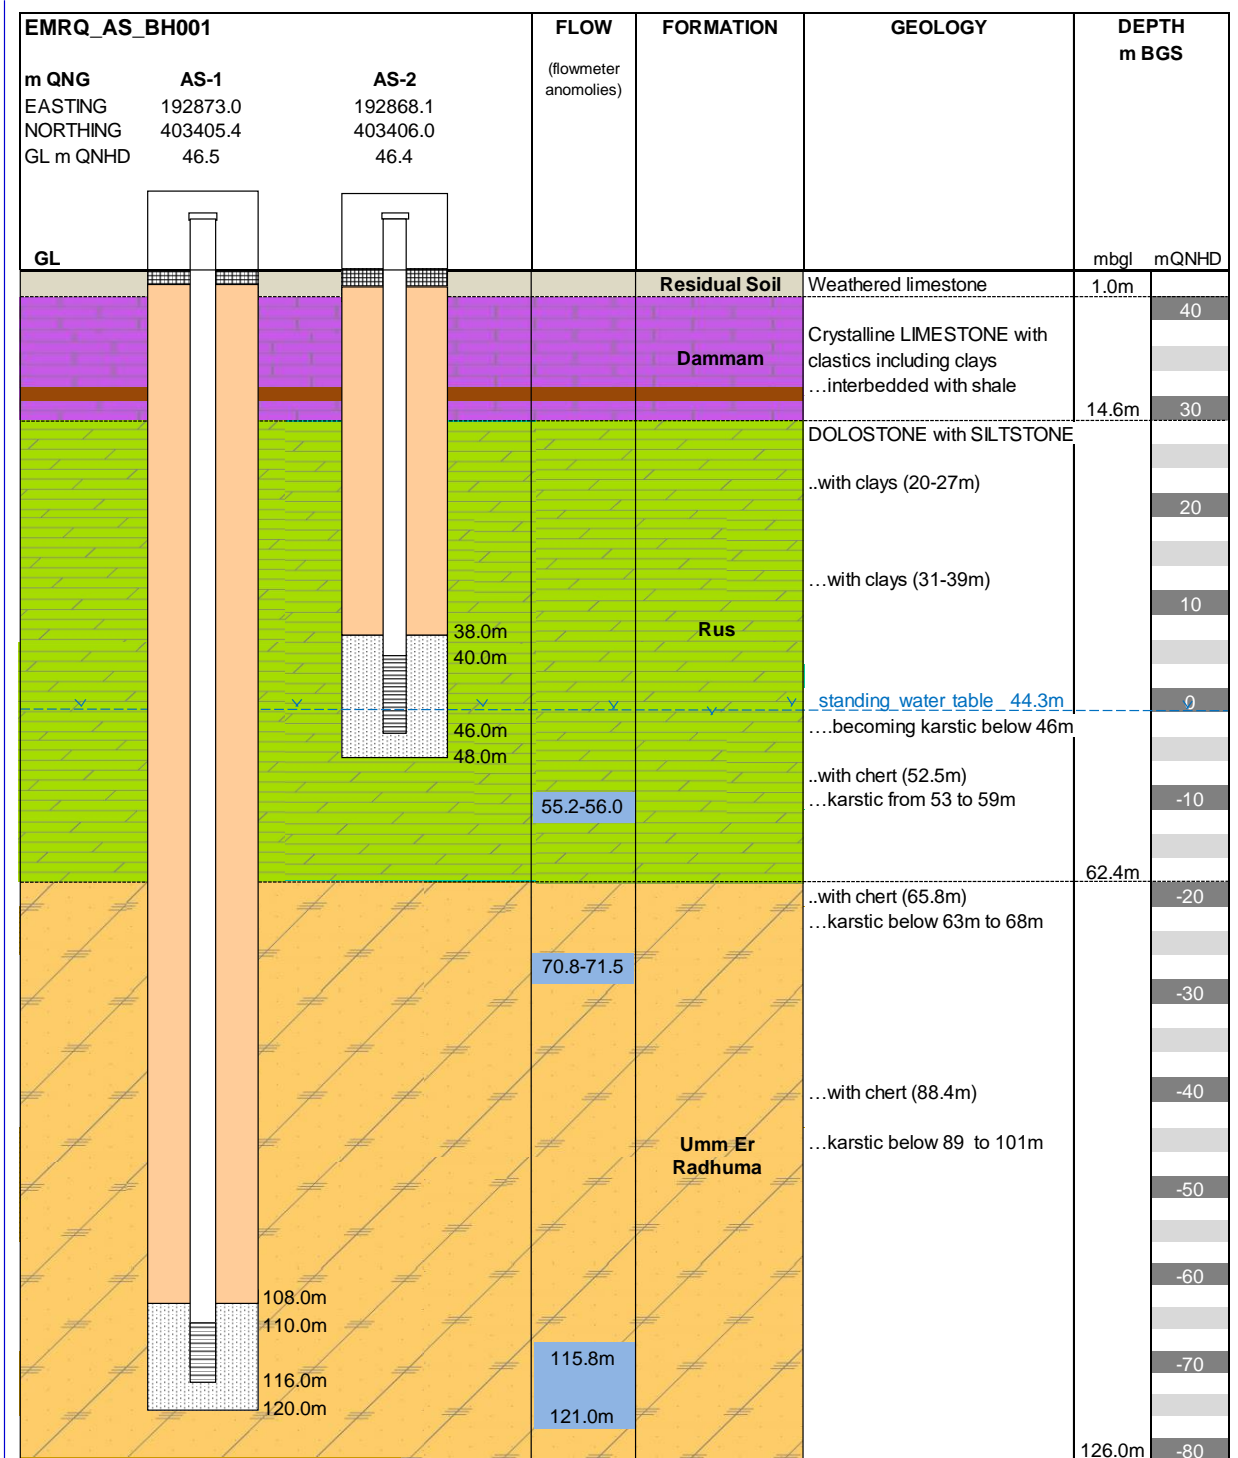 EMRQ_AS_BH001 FLOW FORMATION GEOLOGY DEPTH
m BGS
(flowmeter
anomolies)
m QNG AS-1 AS-2
EASTING 192873.0 192868.1
NORTHING 403405.4 403406.0
GL m QNHD 46.5 46.4
GL mbgl mQNHD
Residual Soil Weathered limestone 1.0m
40
Crystalline LIMESTONE with
Dammam clastics including clays
...interbedded with shale
14.6m 30
DOLOSTONE with SILTSTONE
..with clays (20-27m)
20
...with clays (31-39m)
10
38.0m Rus
40.0m
standing water table 44.3m 0
46.0m ....becoming karstic below 46m
48.0m
..with chert (52.5m)
55.2-56.0 ...karstic from 53 to 59m -10
62.4m
..with chert (65.8m) -20
...karstic below 63m to 68m
70.8-71.5
-30
...with chert (88.4m) -40
Umm Er ...karstic below 89 to 101m
Radhuma
-50
-60
108.0m
110.0m
115.8m -70
116.0m
120.0m
121.0m
126.0m -80